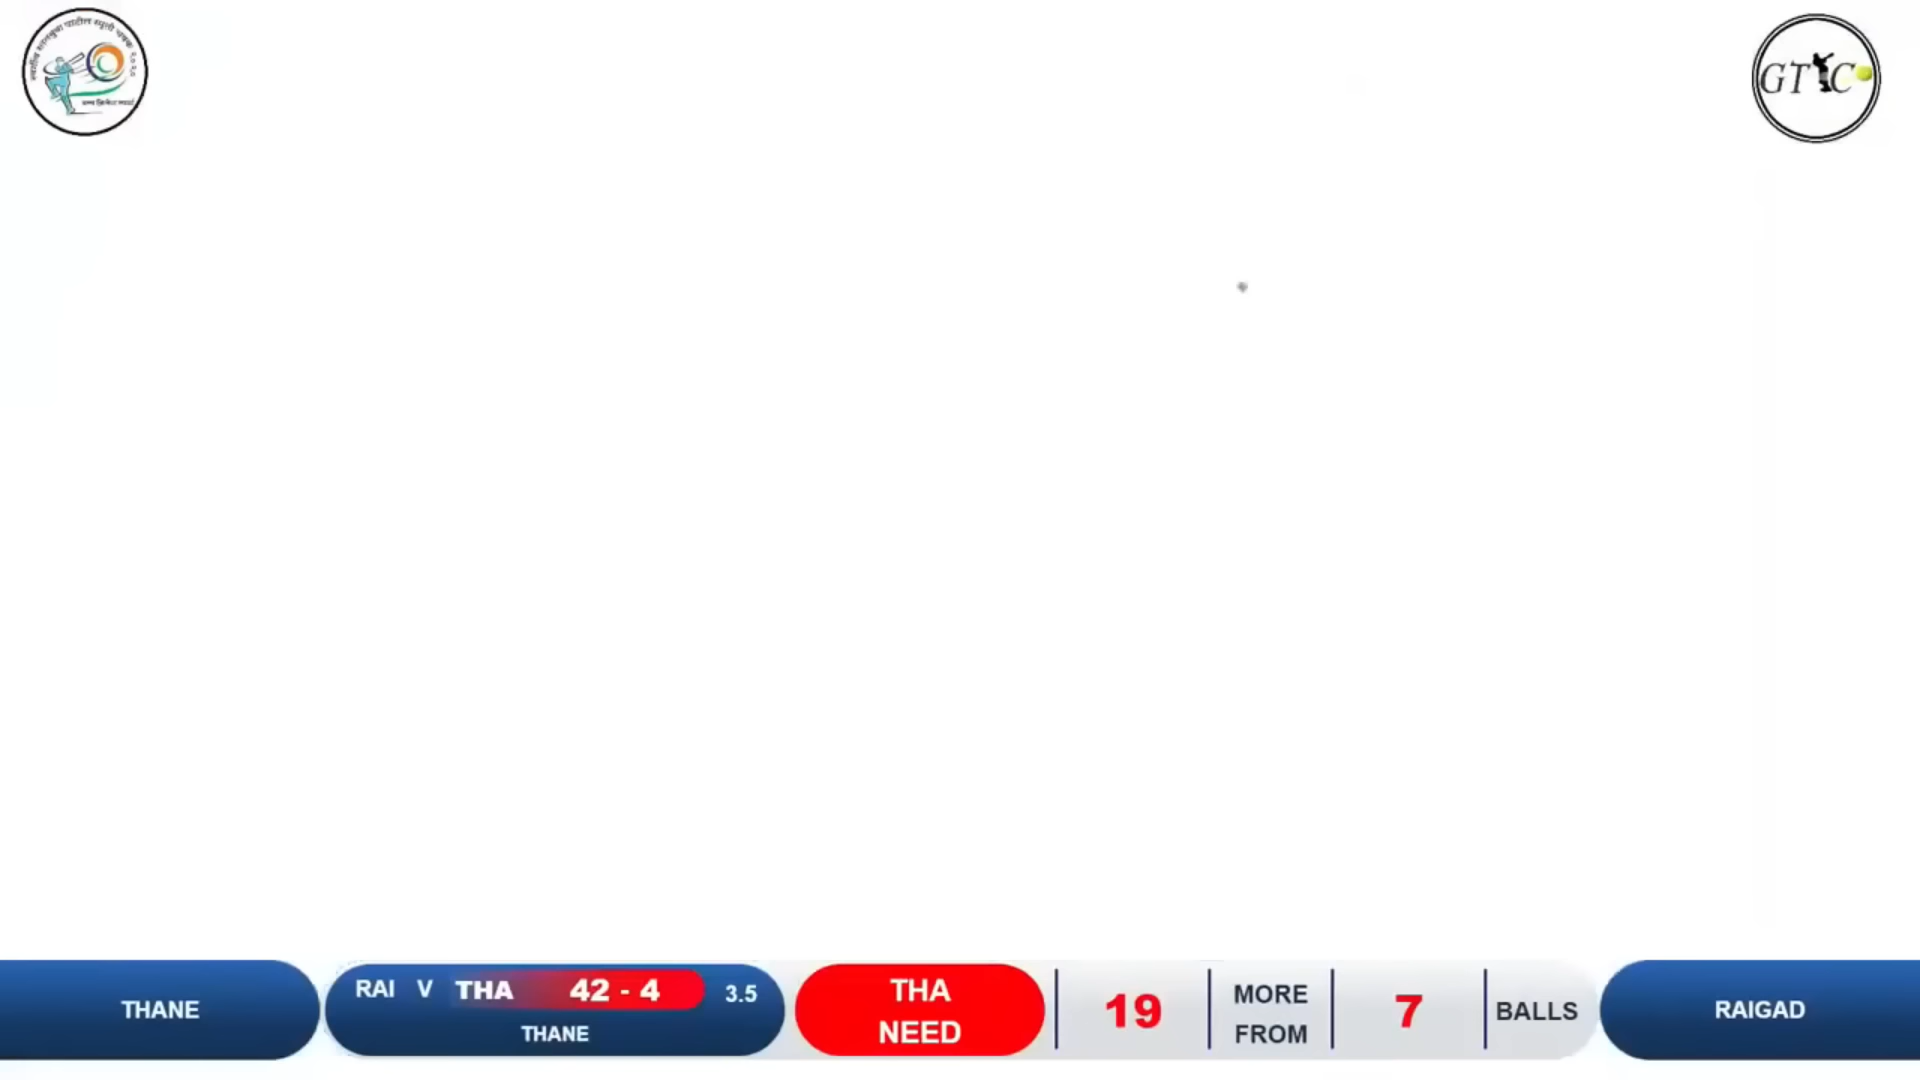 GTC
THANE
RAI V THA 42 - 4 3.5
THANE
THA
NEED
19
MORE
FROM
7
BALLS
RAIGAD